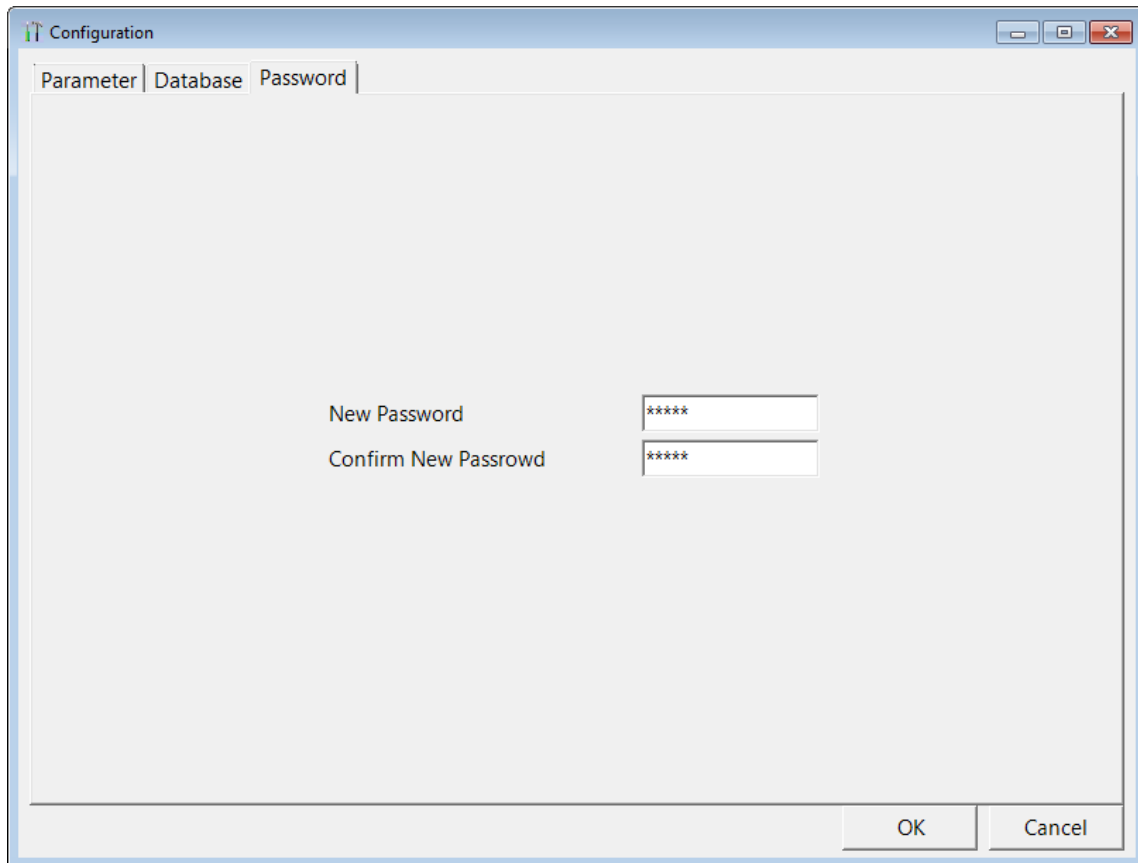 Configuration
Parameter Database Password
New Password *****
Confirm New Passrowd *****
OK Cancel